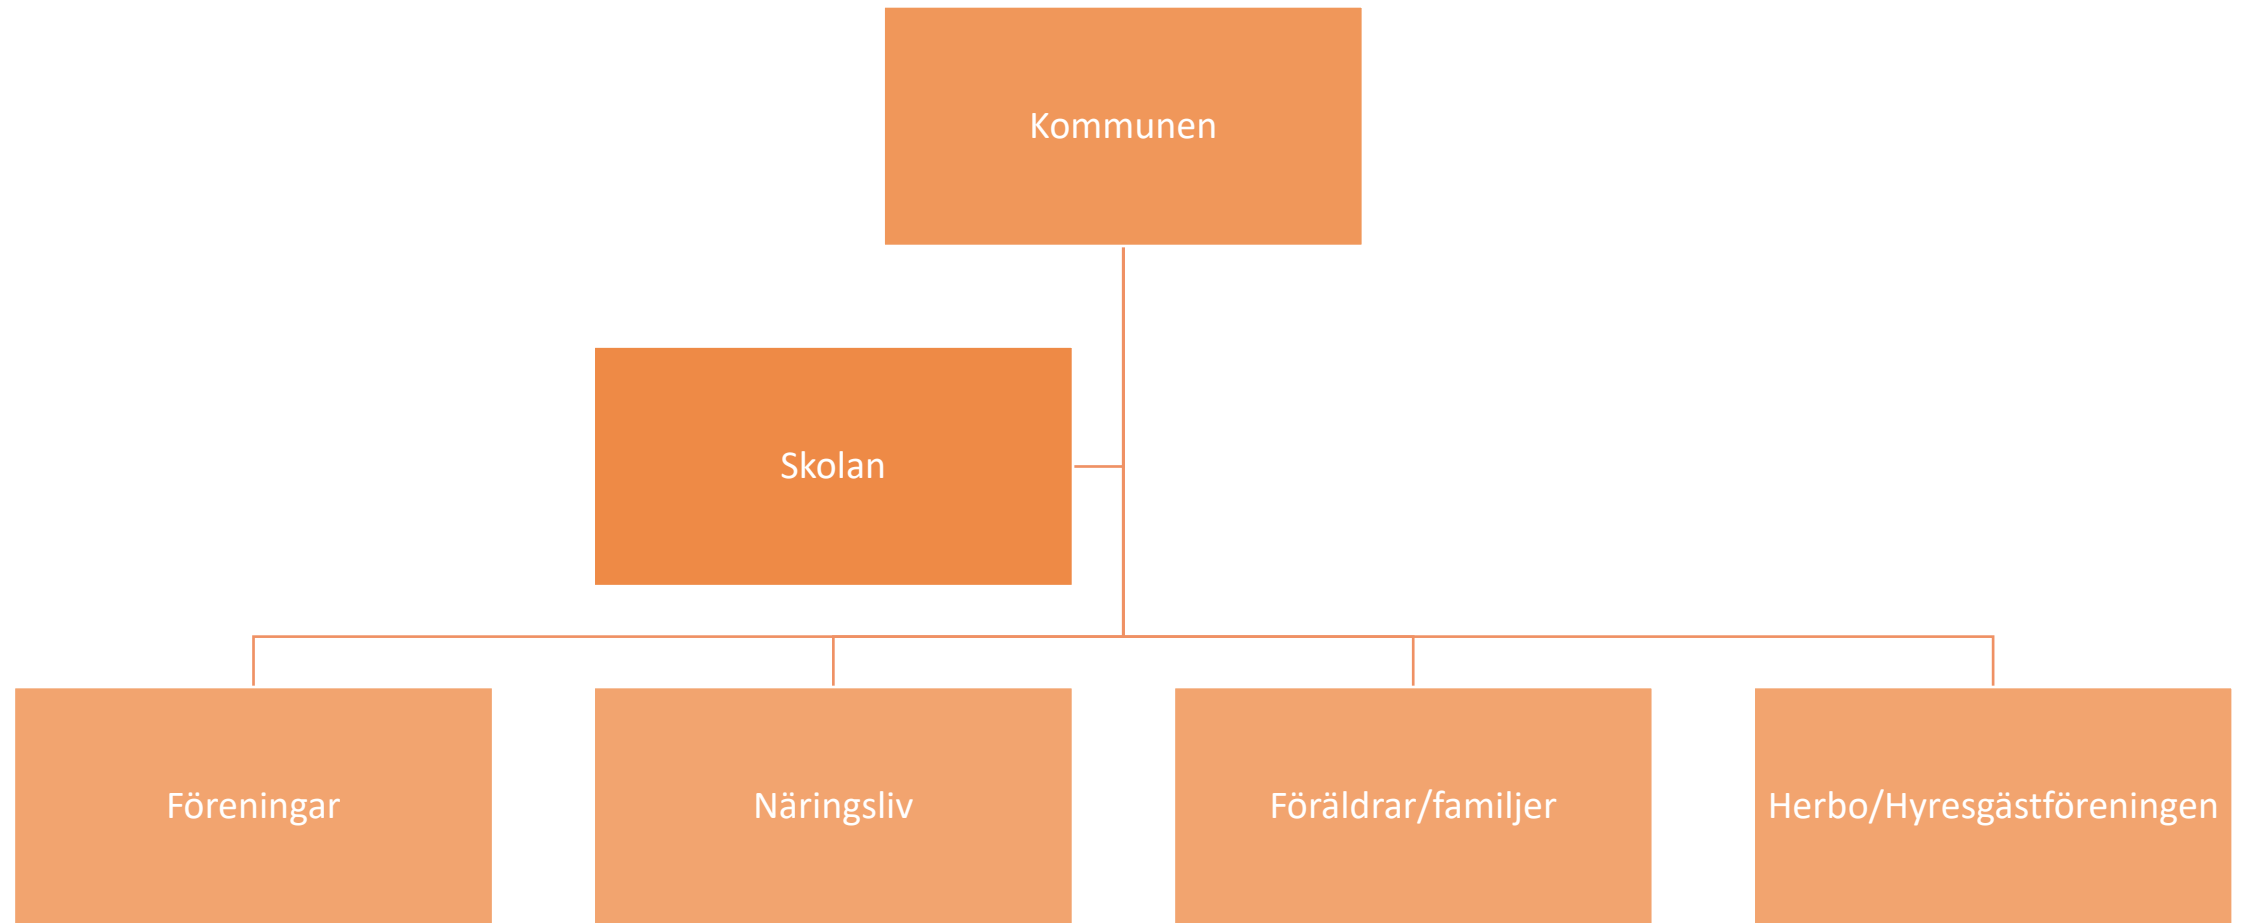 Kommunen
Skolan
Föreningar
Näringsliv
Föräldrar/familjer
Herbo/Hyresgästföreningen